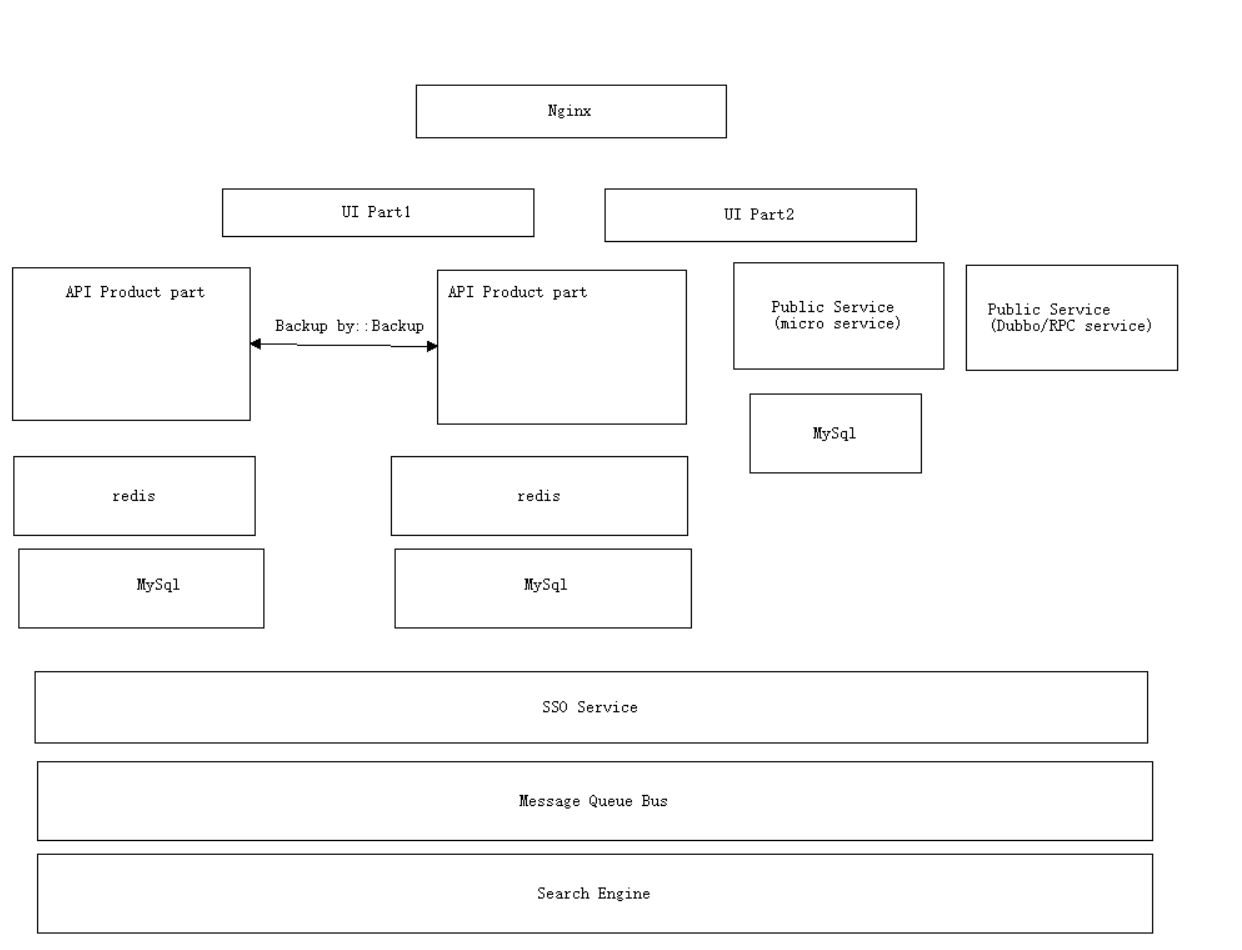 Nginx
UI Part1
UI Part2
API Product part
Backup by::Backup
API Product part
Public Service
(micro service)
Public Service
(Dubbo/RPC service)
MySql
redis
redis
MySql
MySql
SSO Service
Message Queue Bus
Search Engine